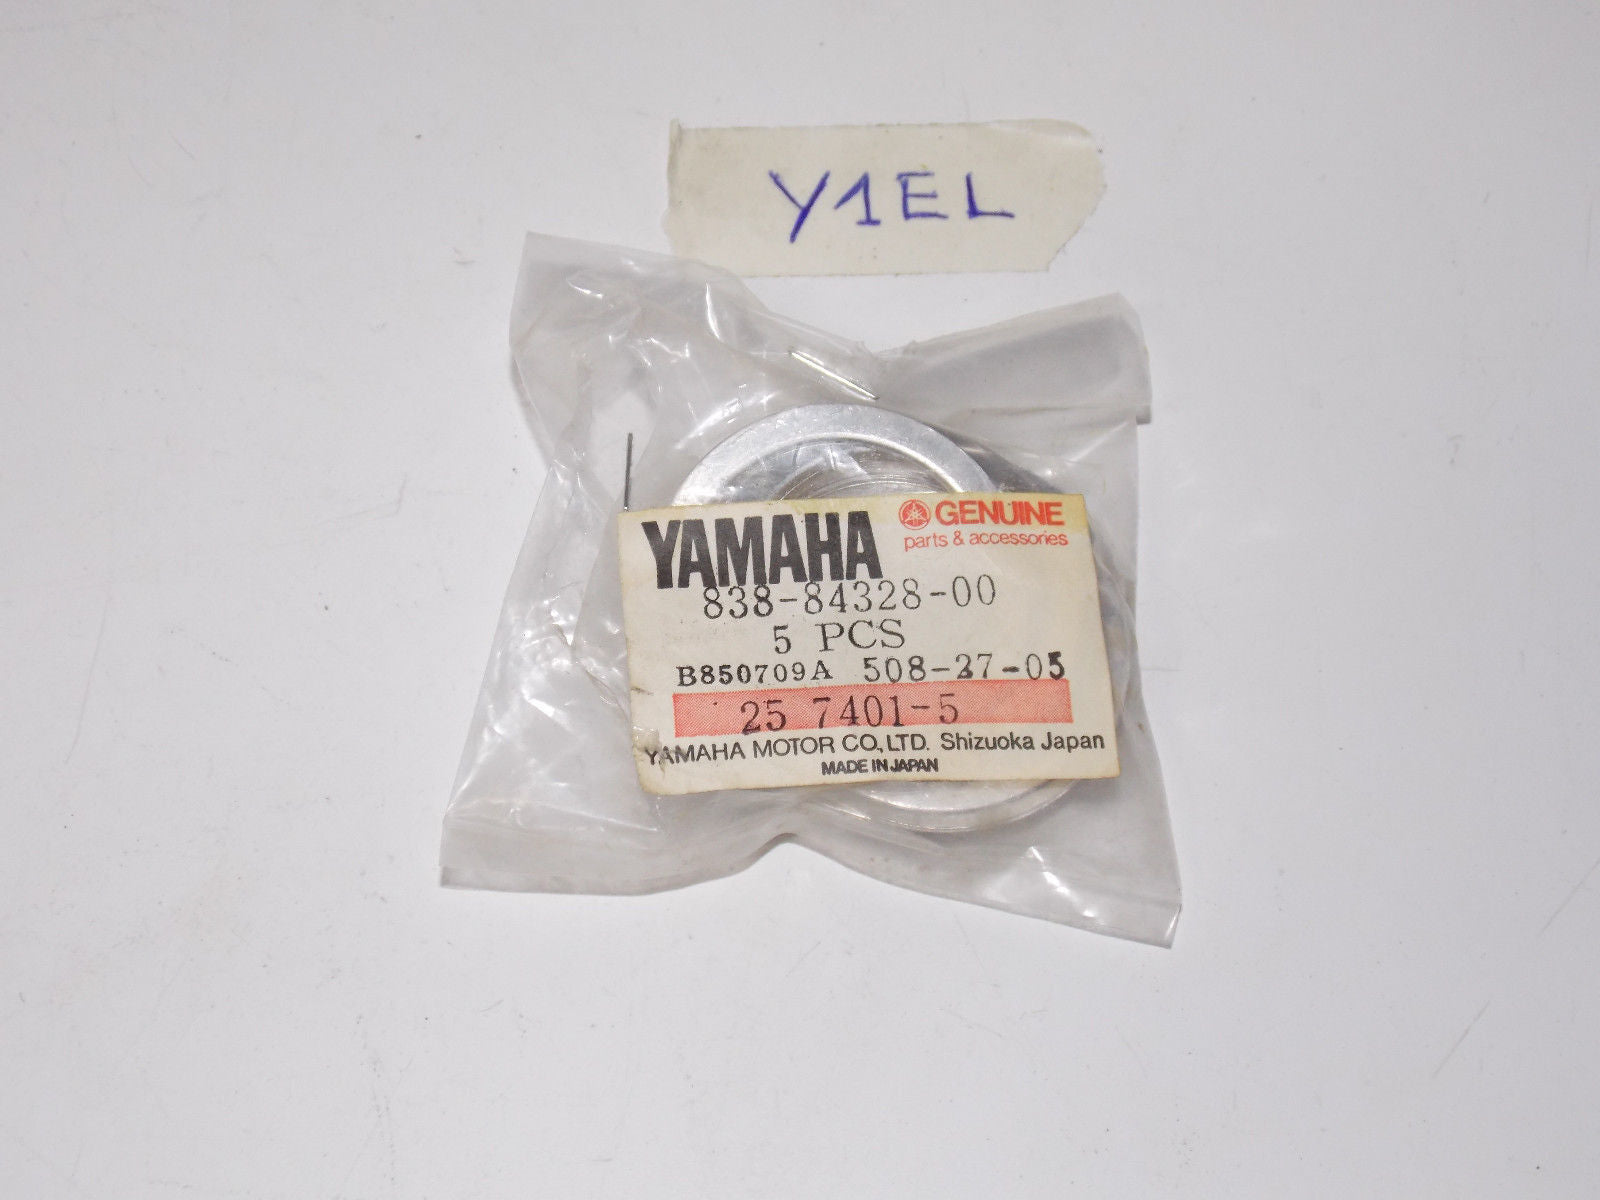 Y1EL
YAMAHA GENUINE
parts & accessories
838-84328-00
5 PCS
B850709A 508-27-05
25 7401-5
YAMAHA MOTOR CO., LTD. Shizuoka Japan
MADE IN JAPAN